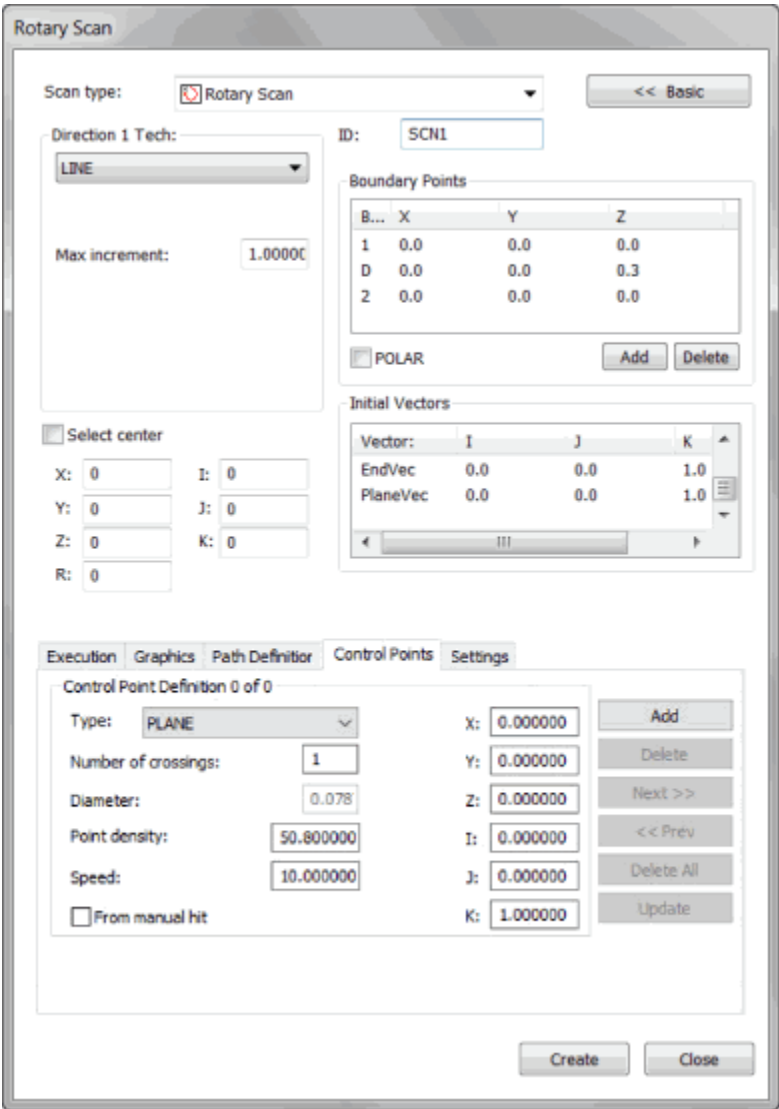 Rotary Scan
Scan type: Rotary Scan << Basic
Direction 1 Tech: ID: SCN1
LINE
Boundary Points
B... X Y Z
1 0.0 0.0 0.0
Max increment: 1.00000
D 0.0 0.0 0.3
2 0.0 0.0 0.0
POLAR Add Delete
Initial Vectors
Select center
Vector: I J K
X: 0 I: 0
EndVec 0.0 0.0 1.0
PlaneVec 0.0 0.0 1.0
Y: 0 J: 0
Z: 0 K: 0
R: 0
Execution Graphics Path Definition Control Points Settings
Control Point Definition 0 of 0
Type: PLANE X: 0.000000 Add
Number of crossings: 1 Y: 0.000000 Delete
Diameter: 0.078 Z: 0.000000 Next >>
Point density: 50.800000 I: 0.000000 << Prev
Speed: 10.000000 J: 0.000000 Delete All
From manual hit K: 1.000000 Update
Create Close